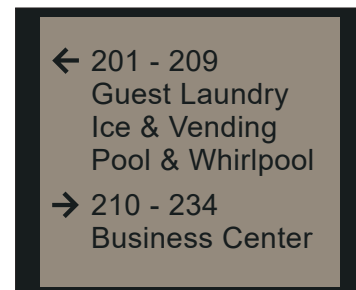 ← 201 - 209
Guest Laundry
Ice & Vending
Pool & Whirlpool
→ 210 - 234
Business Center